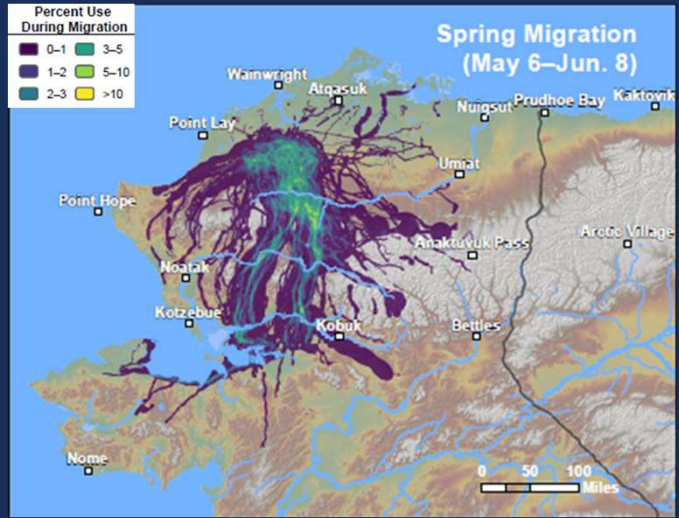 Percent Use
During Migration
0–1
3–5
1–2
5–10
2–3
>10
Spring Migration
(May 6–Jun. 8)
Wainwright
Atqasuk
Nuiqsut
Prudhoe Bay
Kaktovik
Point Lay
Umiat
Point Hope
Anaktuvuk Pass
Arctic Village
Noatak
Kotzebue
Kobuk
Bettles
Nome
0 50 100
Miles